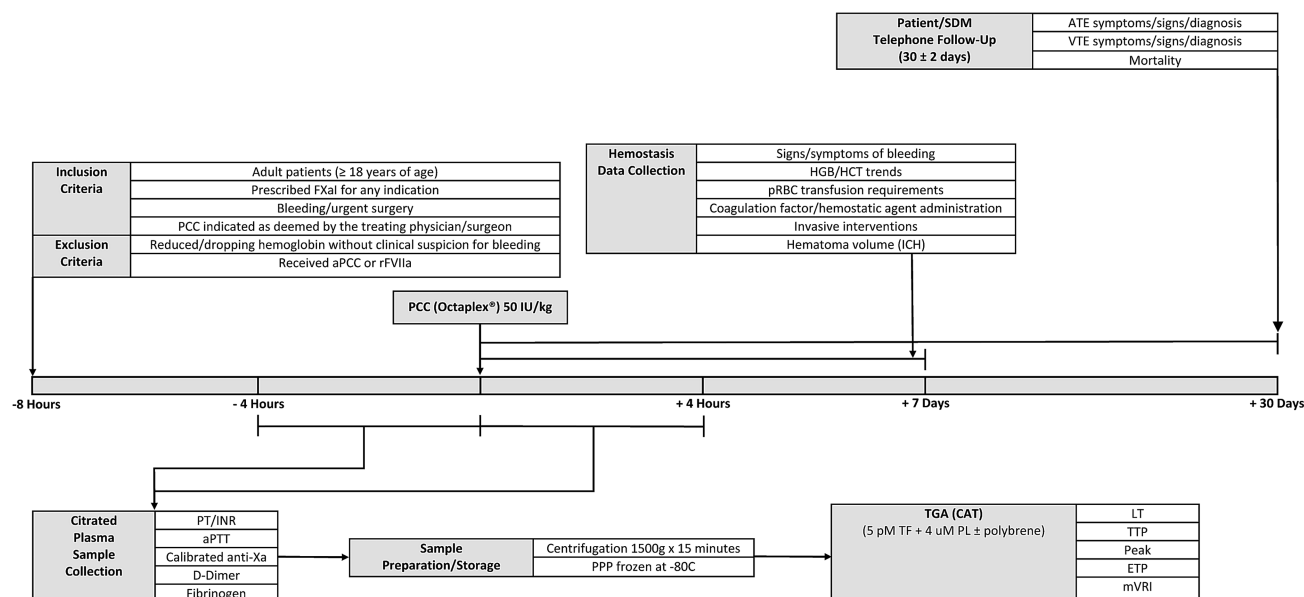 Patient/SDM
Telephone Follow-Up
(30 ± 2 days)
ATE symptoms/signs/diagnosis
VTE symptoms/signs/diagnosis
Mortality
Inclusion
Criteria
Adult patients (≥ 18 years of age)
Prescribed FXaI for any indication
Bleeding/urgent surgery
PCC indicated as deemed by the treating physician/surgeon
Exclusion
Criteria
Reduced/dropping hemoglobin without clinical suspicion for bleeding
Received aPCC or rFVIIa
Hemostasis
Data Collection
Signs/symptoms of bleeding
HGB/HCT trends
pRBC transfusion requirements
Coagulation factor/hemostatic agent administration
Invasive interventions
Hematoma volume (ICH)
PCC (Octaplex®) 50 IU/kg
-8 Hours
- 4 Hours
+ 4 Hours
+ 7 Days
+ 30 Days
Citrated
Plasma
Sample
Collection
PT/INR
aPTT
Calibrated anti-Xa
D-Dimer
Fibrinogen
Sample
Preparation/Storage
Centrifugation 1500g x 15 minutes
PPP frozen at -80C
TGA (CAT)
(5 pM TF + 4 uM PL ± polybrene)
LT
TTP
Peak
ETP
mVRI